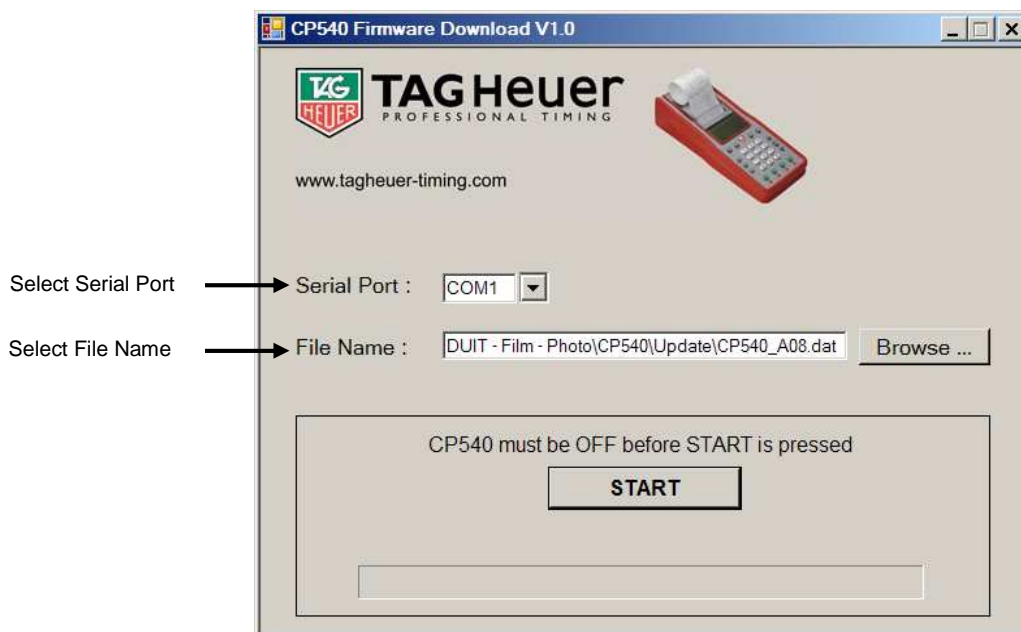 CP540 Firmware Download V1.0
TAG
HEUER
TAG Heuer
PROFESSIONAL TIMING
www.tagheuer-timing.com
Select Serial Port
Serial Port :
COM1
Select File Name
File Name :
DUIT - Film - Photo\CP540\Update\CP540_A08.dat
Browse ...
CP540 must be OFF before START is pressed
START